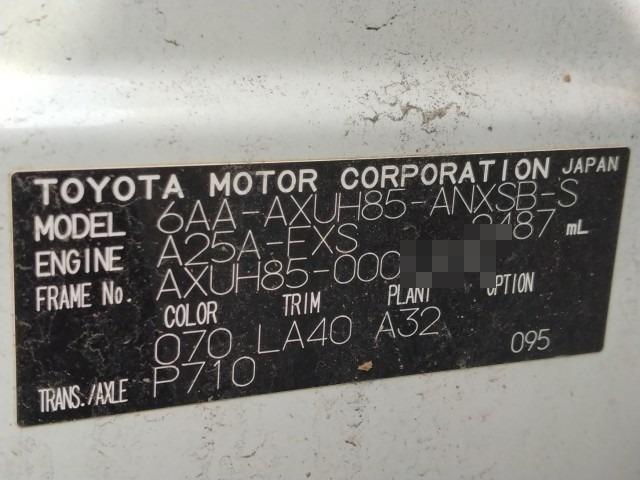 TOYOTA MOTOR CORPORATION JAPAN
MODEL 6AA-AXUH85-ANXSB-S
ENGINE A25A-FXS 2487 mL
FRAME No. AXUH85-000
COLOR TRIM PLANT OPTION
070 LA40 A32
TRANS./AXLE P710 095